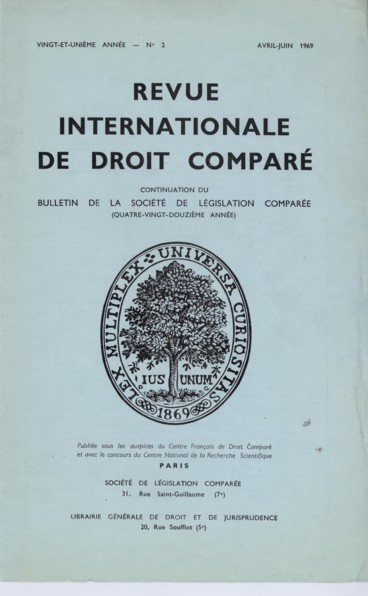 VINGT-ET-UNIÈME ANNÉE — No 2 AVRIL-JUIN 1969
REVUE
INTERNATIONALE
DE DROIT COMPARÉ
CONTINUATION DU
BULLETIN DE LA SOCIÉTÉ DE LÉGISLATION COMPARÉE
(QUATRE-VINGT-DOUZIÈME ANNÉE)
LEX MULTIPLEX UNIVERSA CURIOSITAS
IUS UNUM
1869
Publiée sous les auspices du Centre Français de Droit Comparé
et avec le concours du Centre National de la Recherche Scientifique
PARIS
SOCIÉTÉ DE LÉGISLATION COMPARÉE
31, Rue Saint-Guillaume (7e)
LIBRAIRIE GÉNÉRALE DE DROIT ET DE JURISPRUDENCE
20, Rue Soufflot (5e)